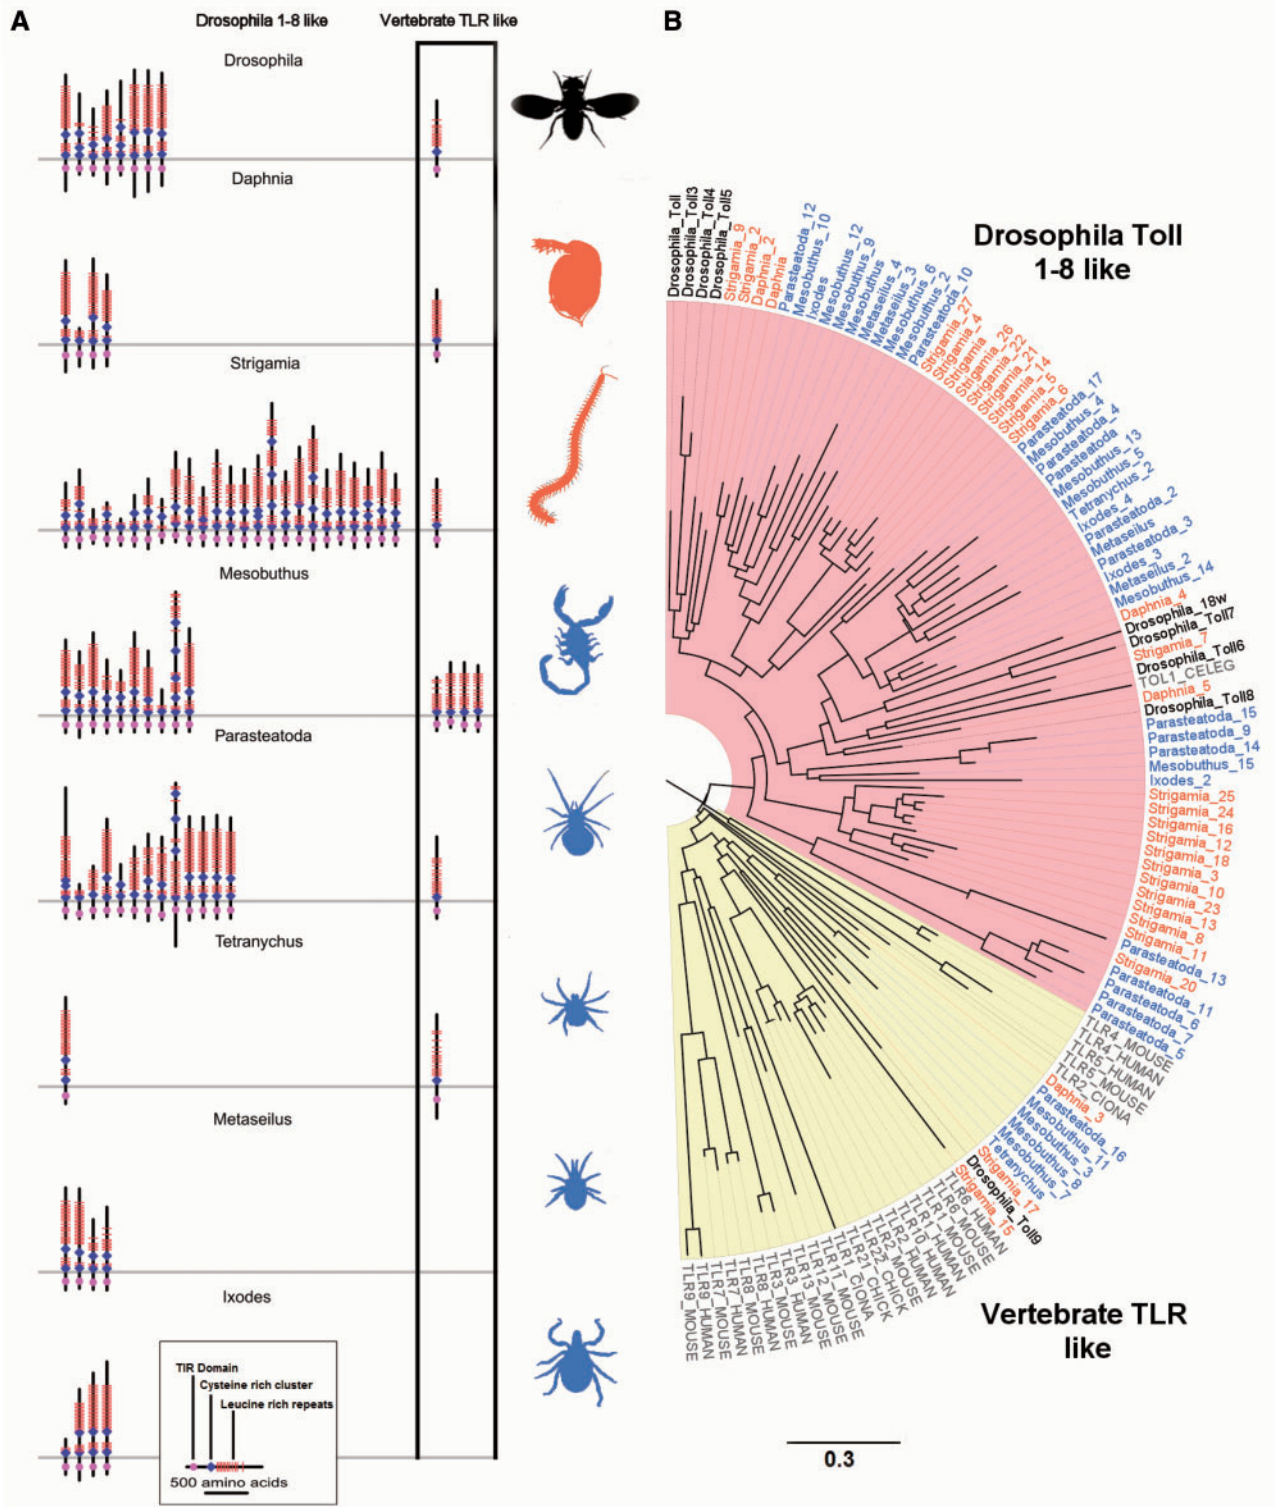 A
Drosophila 1-8 like
Vertebrate TLR like
Drosophila
Daphnia
Strigamia
Mesobuthus
Parasteatoda
Tetranychus
Metaseilus
Ixodes
TIR Domain
Cysteine rich cluster
Leucine rich repeats
500 amino acids
B
Drosophila Toll
1-8 like
Drosophila_Toll
Drosophila_Toll3
Drosophila_Toll4
Drosophila_Toll5
Strigamia_9
Strigamia_2
Daphnia_2
Daphnia
Parasteatoda_12
Mesobuthus_10
Ixodes
Mesobuthus_12
Mesobuthus_9
Mesobuthus
Metaseilus_4
Metaseilus_3
Mesobuthus_6
Mesobuthus_2
Parasteatoda_10
Strigamia_27
Strigamia_4
Strigamia
Strigamia_26
Strigamia_22
Strigamia_21
Strigamia_14
Strigamia_5
Strigamia_6
Parasteatoda_17
Mesobuthus_4
Parasteatoda_4
Parasteatoda
Mesobuthus_13
Mesobuthus_5
Tetranychus_2
Ixodes_4
Parasteatoda_2
Metaseilus
Parasteatoda_3
Ixodes_3
Metaseilus_2
Mesobuthus_14
Daphnia_4
Drosophila_18w
Drosophila_Toll7
Strigamia_7
Drosophila_Toll6
TOL1_CELEG
Daphnia_5
Drosophila_Toll8
Parasteatoda_15
Parasteatoda_9
Parasteatoda_14
Mesobuthus_15
Ixodes_2
Strigamia_25
Strigamia_24
Strigamia_16
Strigamia_12
Strigamia_18
Strigamia_3
Strigamia_10
Strigamia_23
Strigamia_13
Strigamia_8
Strigamia_11
Parasteatoda_13
Strigamia_20
Parasteatoda_11
Parasteatoda_6
Parasteatoda_7
Parasteatoda_5
TLR4_MOUSE
TLR4_HUMAN
TLR5_HUMAN
TLR5_MOUSE
TLR2_CIONA
Daphnia_3
Parasteatoda_16
Mesobuthus_11
Mesobuthus_3
Mesobuthus_8
Mesobuthus_7
Tetranychus
Strigamia_17
Drosophila_Toll9
Strigamia_15
TLR6_HUMAN
TLR6_MOUSE
TLR1_MOUSE
TLR1_HUMAN
TLR10_HUMAN
TLR2_HUMAN
TLR2_MOUSE
TLR22_CHICK
TLR21_CHICK
TLR1_CIONA
TLR11_MOUSE
TLR12_MOUSE
TLR13_MOUSE
TLR3_HUMAN
TLR3_MOUSE
TLR8_HUMAN
TLR8_MOUSE
TLR7_HUMAN
TLR7_MOUSE
TLR9_HUMAN
TLR9_MOUSE
Vertebrate TLR
like
0.3